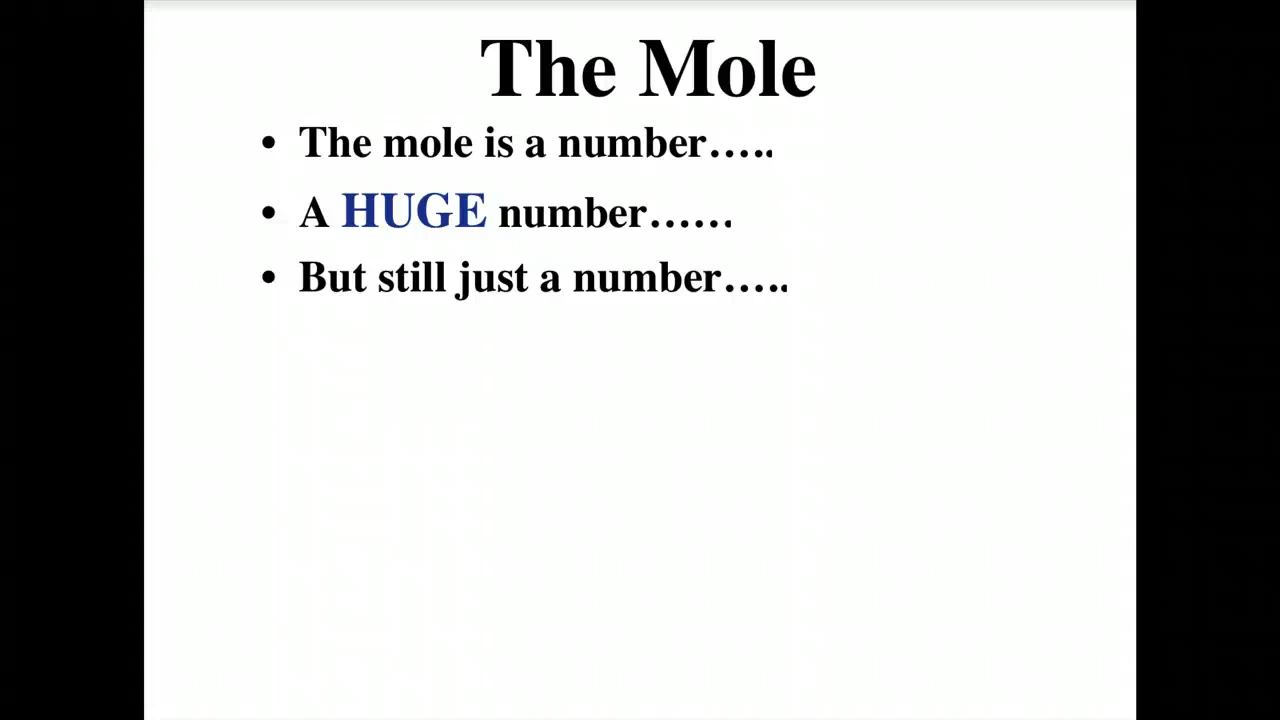 The Mole
• The mole is a number…..
• A HUGE number……
• But still just a number…..